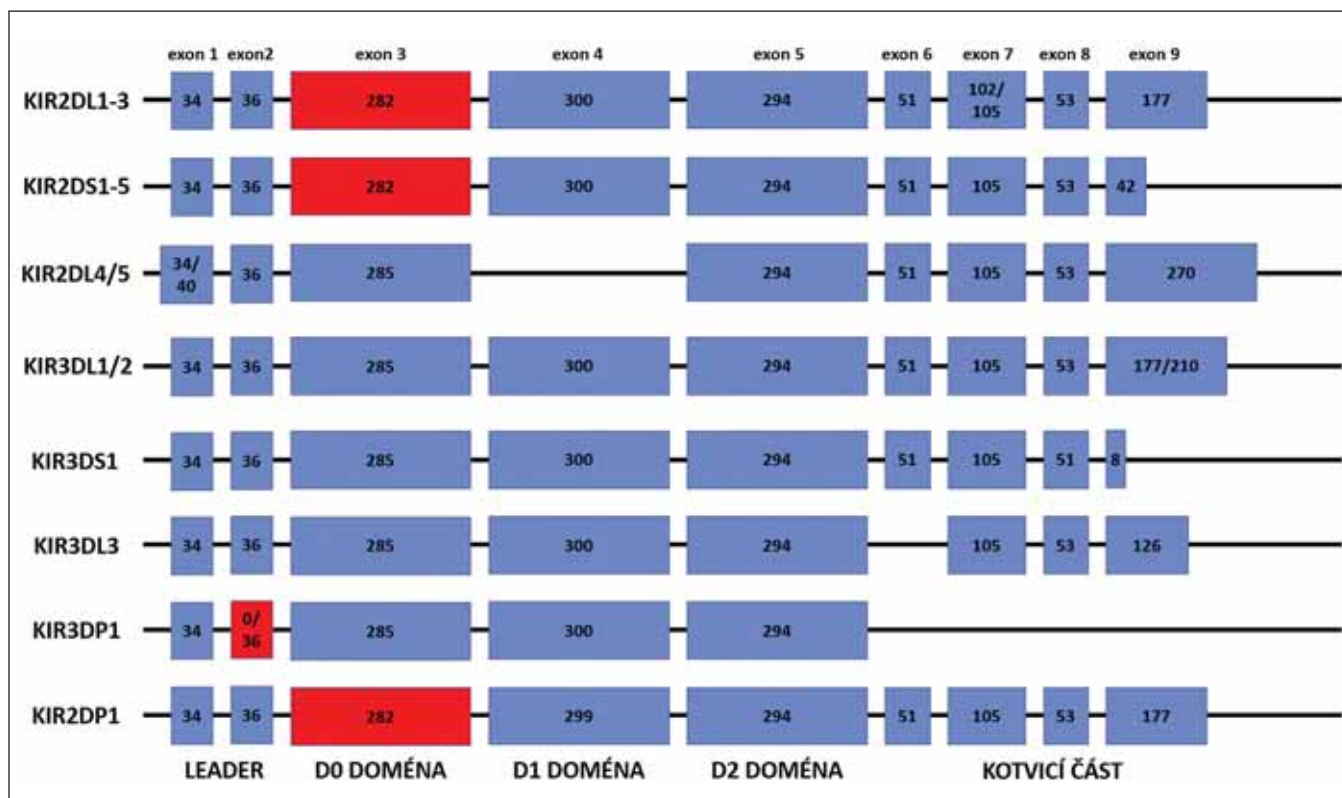 exon 1 exon2 exon 3 exon 4 exon 5 exon 6 exon 7 exon 8 exon 9
KIR2DL1-3 34 36 282 300 294 51 102/ 53 177
105
KIR2DS1-5 34 36 282 300 294 51 105 53 42
KIR2DL4/5 34/ 36 285 294 51 105 53 270
40
KIR3DL1/2 34 36 285 300 294 51 105 53 177/210
KIR3DS1 34 36 285 300 294 51 105 51 8
KIR3DL3 34 36 285 300 294 105 53 126
KIR3DP1 34 0/ 285 300 294
36
KIR2DP1 34 36 282 299 294 51 105 53 177
LEADER D0 DOMÉNA D1 DOMÉNA D2 DOMÉNA KOTVICÍ ČÁST